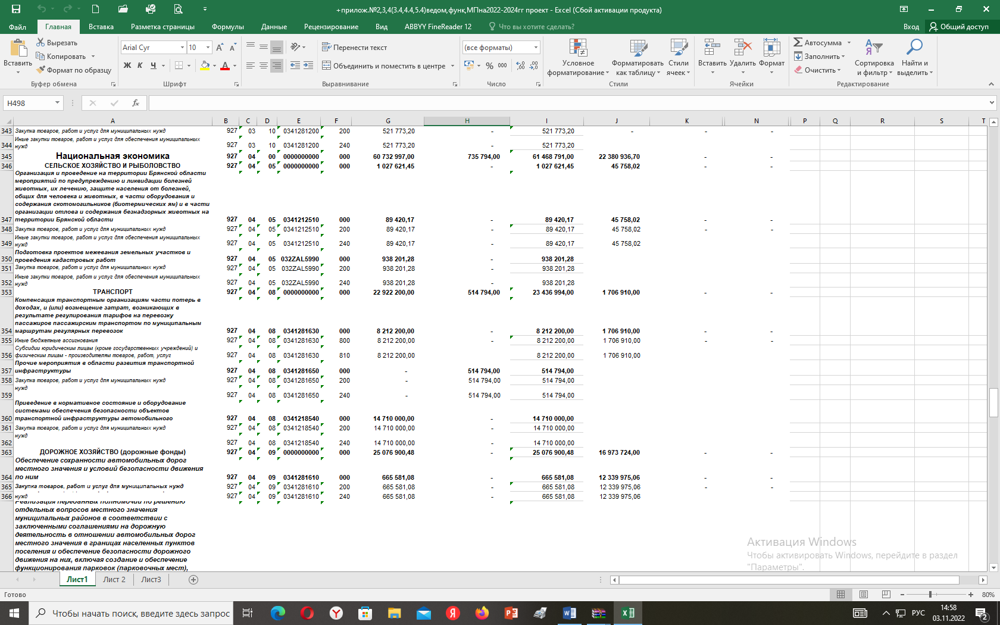 +прилож.№2,3,4(3.4,4.4,5.4)ведом,функ,МПна2022-2024гг проект - Excel (Сбой активации продукта)
Файл Главная Вставка Разметка страницы Формулы Данные Рецензирование Вид ABBYY FineReader 12 Что вы хотите сделать? Вход Общий доступ
Вставить Вырезать Копировать Формат по образцу Буфер обмена
Arial Cyr 10 Ж К Ч Шрифт
Перенести текст Объединить и поместить в центре Выравнивание
(все форматы) % 000 Число
Условное форматирование Форматировать как таблицу Стили ячеек Стили
Вставить Удалить Формат Ячейки
Автосумма Заполнить Очистить Сортировка и фильтр Найти и выделить Редактирование
H498 fx
A B C D E F G H I J K N P Q R S T
343 Закупка товаров, работ и услуг для муниципальных нужд 927 03 10 0341281200 200 521 773,20 - 521 773,20 - - -
344 Иные закупки товаров, работ и услуг для обеспечения муниципальных
нужд 927 03 10 0341281200 240 521 773,20 - 521 773,20
345 Национальная экономика 927 04 00 0000000000 000 60 732 997,00 735 794,00 61 468 791,00 22 380 936,70 - -
346 СЕЛЬСКОЕ ХОЗЯЙСТВО И РЫБОЛОВСТВО 927 04 05 0000000000 000 1 027 621,45 - 1 027 621,45 45 758,02 - -
Организация и проведение на территории Брянской области
мероприятий по предупреждению и ликвидации болезней
животных, их лечению, защите населения от болезней,
общих для человека и животных, в части оборудования и
содержания скотомогильников (биотермических ям) и в части
организации отлова и содержания безнадзорных животных на
347 территории Брянской области 927 04 05 0341212510 000 89 420,17 - 89 420,17 45 758,02 - -
348 Закупка товаров, работ и услуг для муниципальных нужд 927 04 05 0341212510 200 89 420,17 - 89 420,17 45 758,02 - -
Иные закупки товаров, работ и услуг для обеспечения муниципальных
349 нужд 927 04 05 0341212510 240 89 420,17 - 89 420,17 45 758,02
Подготовка проектов межевания земельных участков и
350 проведения кадастровых работ 927 04 05 032ZAL5990 000 938 201,28 - 938 201,28
351 Закупка товаров, работ и услуг для муниципальных нужд 927 04 05 032ZAL5990 200 938 201,28 - 938 201,28
Иные закупки товаров, работ и услуг для обеспечения муниципальных
352 нужд 927 04 05 032ZAL5990 240 938 201,28 - 938 201,28
353 ТРАНСПОРТ 927 04 08 0000000000 000 22 922 200,00 514 794,00 23 436 994,00 1 706 910,00 - -
Компенсация транспортным организациям части потерь в
доходах, и (или) возмещение затрат, возникающих в
результате регулирования тарифов на перевозку
пассажиров пассажирским транспортом по муниципальным
354 маршрутам регулярных перевозок 927 04 08 0341281630 000 8 212 200,00 - 8 212 200,00 1 706 910,00 - -
355 Иные бюджетные ассигнования 927 04 08 0341281630 800 8 212 200,00 - 8 212 200,00 1 706 910,00 - -
Субсидии юридическим лицам (кроме государственных учреждений) и
356 физическим лицам - производителям товаров, работ, услуг 927 04 08 0341281630 810 8 212 200,00 8 212 200,00 1 706 910,00
Прочие мероприятия в области развития транспортной
357 инфраструктуры 927 04 08 0341281650 000 - 514 794,00 514 794,00
358 Закупка товаров, работ и услуг для муниципальных нужд 927 04 08 0341281650 200 - 514 794,00 514 794,00
нужд
359 927 04 08 0341281650 240 - 514 794,00 514 794,00
Приведение в нормативное состояние и оборудование
системами обеспечения безопасности объектов
360 транспортной инфраструктуры автомобильного 927 04 08 0341218540 000 14 710 000,00 - 14 710 000,00
361 Закупка товаров, работ и услуг для муниципальных нужд 927 04 08 0341218540 200 14 710 000,00 - 14 710 000,00
нужд
362 927 04 08 0341218540 240 14 710 000,00 - 14 710 000,00
363 ДОРОЖНОЕ ХОЗЯЙСТВО (дорожные фонды) 927 04 09 0000000000 000 25 076 900,48 - 25 076 900,48 16 973 724,00 - -
Обеспечение сохранности автомобильных дорог
местного значения и условий безопасности движения
364 по ним 927 04 09 0341281610 000 665 581,08 - 665 581,08 12 339 975,06 - -
365 Закупка товаров, работ и услуг для муниципальных нужд 927 04 09 0341281610 200 665 581,08 - 665 581,08 12 339 975,06 - -
366 нужд 927 04 09 0341281610 240 665 581,08 - 665 581,08 12 339 975,06
Реализация переданных полномочий по решению
отдельных вопросов местного значения
муниципальных районов в соответствии с
заключенными соглашениями на дорожную
деятельность в отношении автомобильных дорог
местного значения в границах населенных пунктов
поселения и обеспечение безопасности дорожного
движения на них, включая создание и обеспечение
функционирования парковок (парковочных мест),
Активация Windows
Чтобы активировать Windows, перейдите в раздел
"Параметры".
Лист1 Лист 2 Лист3
Готово 80%
Чтобы начать поиск, введите здесь запрос
РУС 14:58
03.11.2022 2